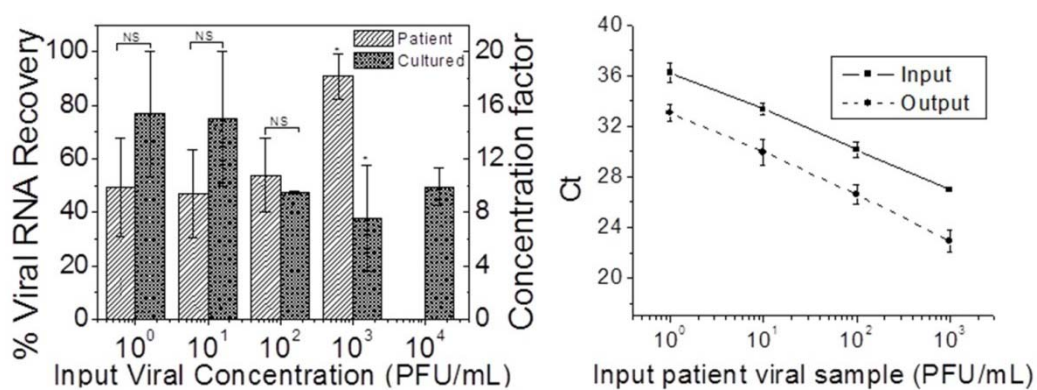 % Viral RNA Recovery
100
80
60
40
20
0
NS
NS
NS
*
*
Patient
Cultured
20
16
12
8
4
0
Concentration factor
10⁰ 10¹ 10² 10³ 10⁴
Input Viral Concentration (PFU/mL)
Ct
36
32
28
24
20
Input
Output
10⁰ 10¹ 10² 10³
Input patient viral sample (PFU/mL)